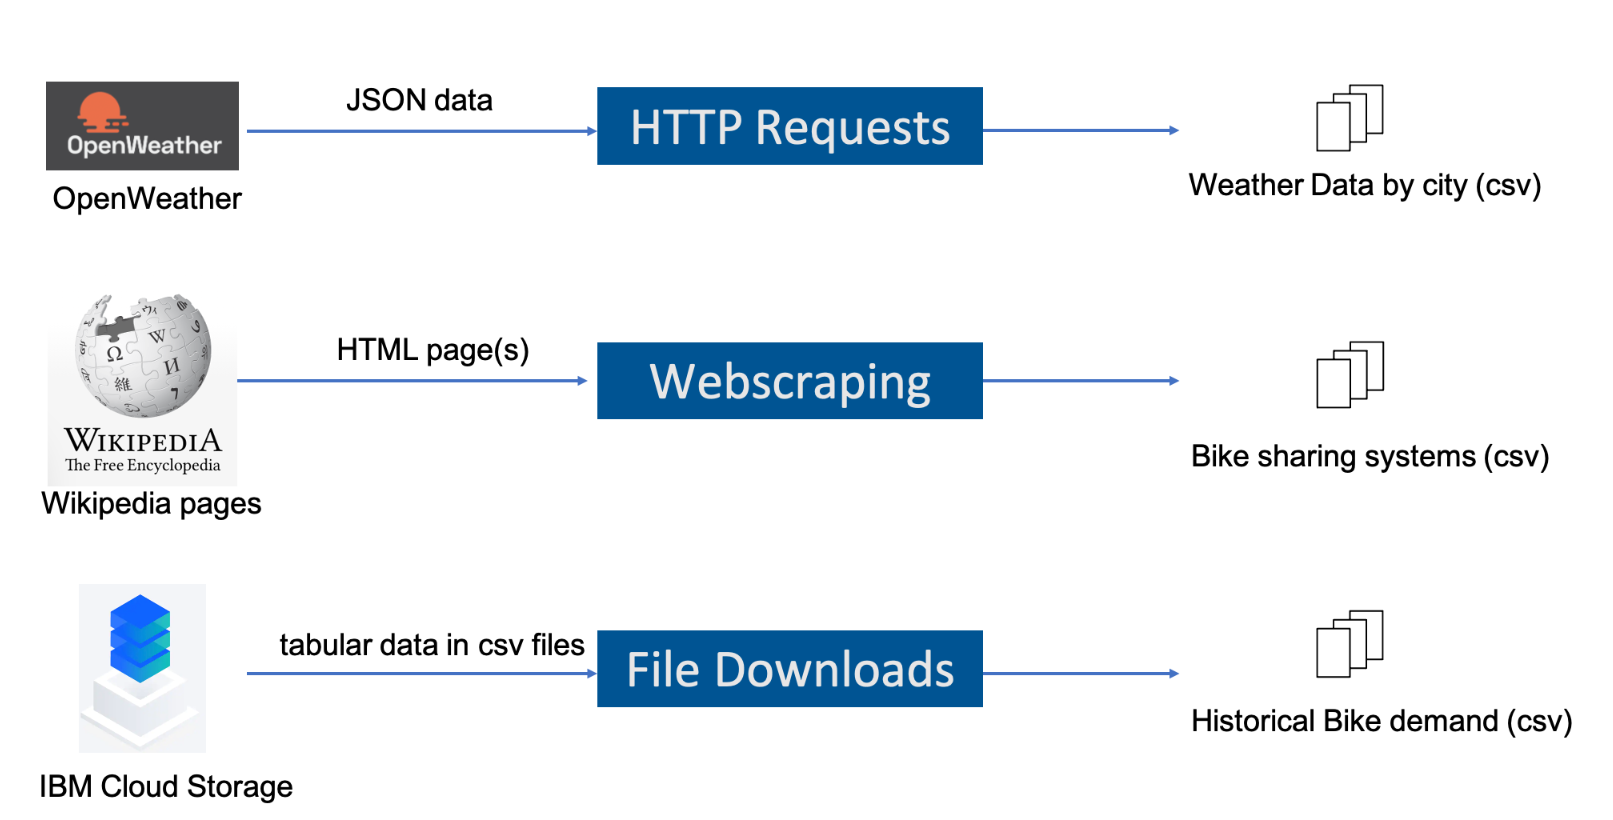 OpenWeather
OpenWeather
JSON data
HTTP Requests
Weather Data by city (csv)
Ω
W
И
維
WIKIPEDIA
The Free Encyclopedia
Wikipedia pages
HTML page(s)
Webscraping
Bike sharing systems (csv)
tabular data in csv files
File Downloads
Historical Bike demand (csv)
IBM Cloud Storage